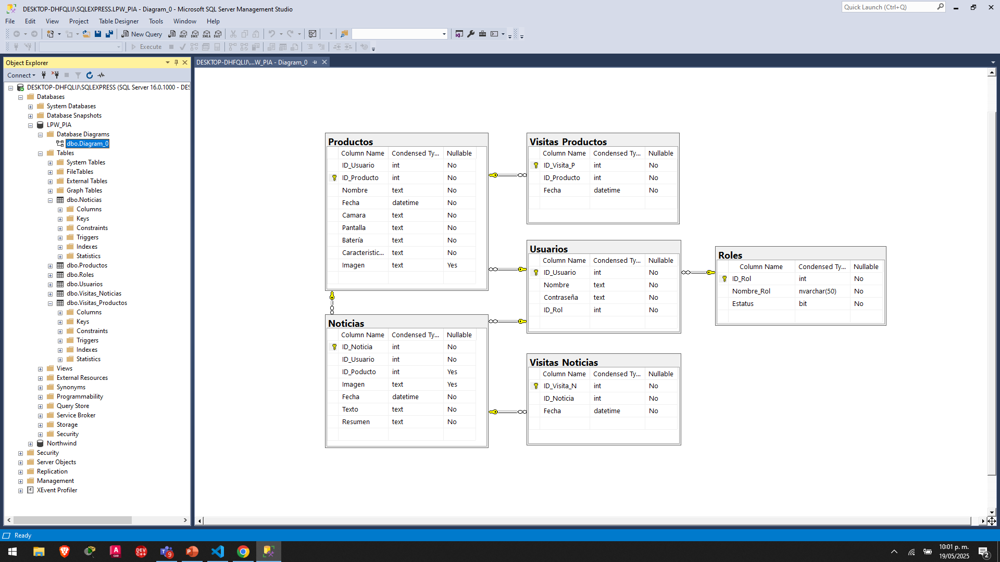 DESKTOP-DHFQLIJ\SQLEXPRESS.LPW_PIA - Diagram_0 - Microsoft SQL Server Management Studio
Quick Launch (Ctrl+Q)
File Edit View Project Table Designer Tools Window Help
New Query MDX DMX XMLA DAX
Execute
Object Explorer
Connect
DESKTOP-DHFQLIJ\SQLEXPRESS (SQL Server 16.0.1000 - DES
Databases
System Databases
Database Snapshots
LPW_PIA
Database Diagrams
dbo.Diagram_0
Tables
System Tables
FileTables
External Tables
Graph Tables
dbo.Noticias
Columns
Keys
Constraints
Triggers
Indexes
Statistics
dbo.Productos
dbo.Roles
dbo.Usuarios
dbo.Visitas_Noticias
dbo.Visitas_Productos
Columns
Keys
Constraints
Triggers
Indexes
Statistics
Views
External Resources
Synonyms
Programmability
Query Store
Service Broker
Storage
Security
Northwind
Security
Server Objects
Replication
Management
XEvent Profiler
DESKTOP-DHFQLIJ\...W_PIA - Diagram_0
Productos
Column Name Condensed Ty... Nullable
ID_Usuario int No
ID_Producto int No
Nombre text No
Fecha datetime No
Camara text No
Pantalla text No
Batería text No
Caracteristic... text No
Imagen text Yes
Visitas_Productos
Column Name Condensed Ty... Nullable
ID_Visita_P int No
ID_Producto int No
Fecha datetime No
Usuarios
Column Name Condensed Ty... Nullable
ID_Usuario int No
Nombre text No
Contraseña text No
ID_Rol int No
Roles
Column Name Condensed Ty... Nullable
ID_Rol int No
Nombre_Rol nvarchar(50) No
Estatus bit No
Noticias
Column Name Condensed Ty... Nullable
ID_Noticia int No
ID_Usuario int No
ID_Poducto int Yes
Imagen text Yes
Fecha datetime No
Texto text No
Resumen text No
Visitas_Noticias
Column Name Condensed Ty... Nullable
ID_Visita_N int No
ID_Noticia int No
Fecha datetime No
Ready
A CAD
DEV C++
9
10:01 p. m.
19/05/2025
2